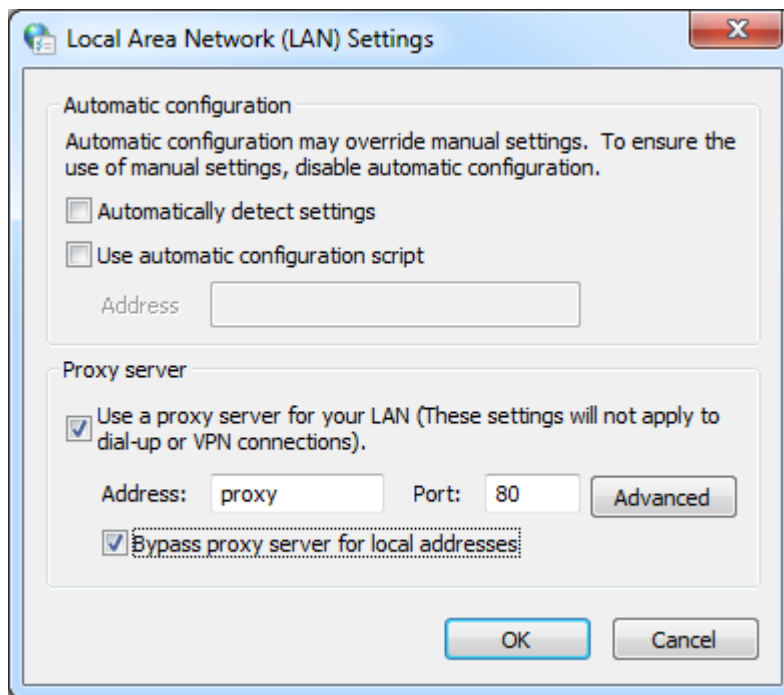 Local Area Network (LAN) Settings
Automatic configuration
Automatic configuration may override manual settings.  To ensure the
use of manual settings, disable automatic configuration.
Automatically detect settings
Use automatic configuration script
Address
Proxy server
Use a proxy server for your LAN (These settings will not apply to
dial-up or VPN connections).
Address: proxy Port: 80 Advanced
Bypass proxy server for local addresses
OK Cancel